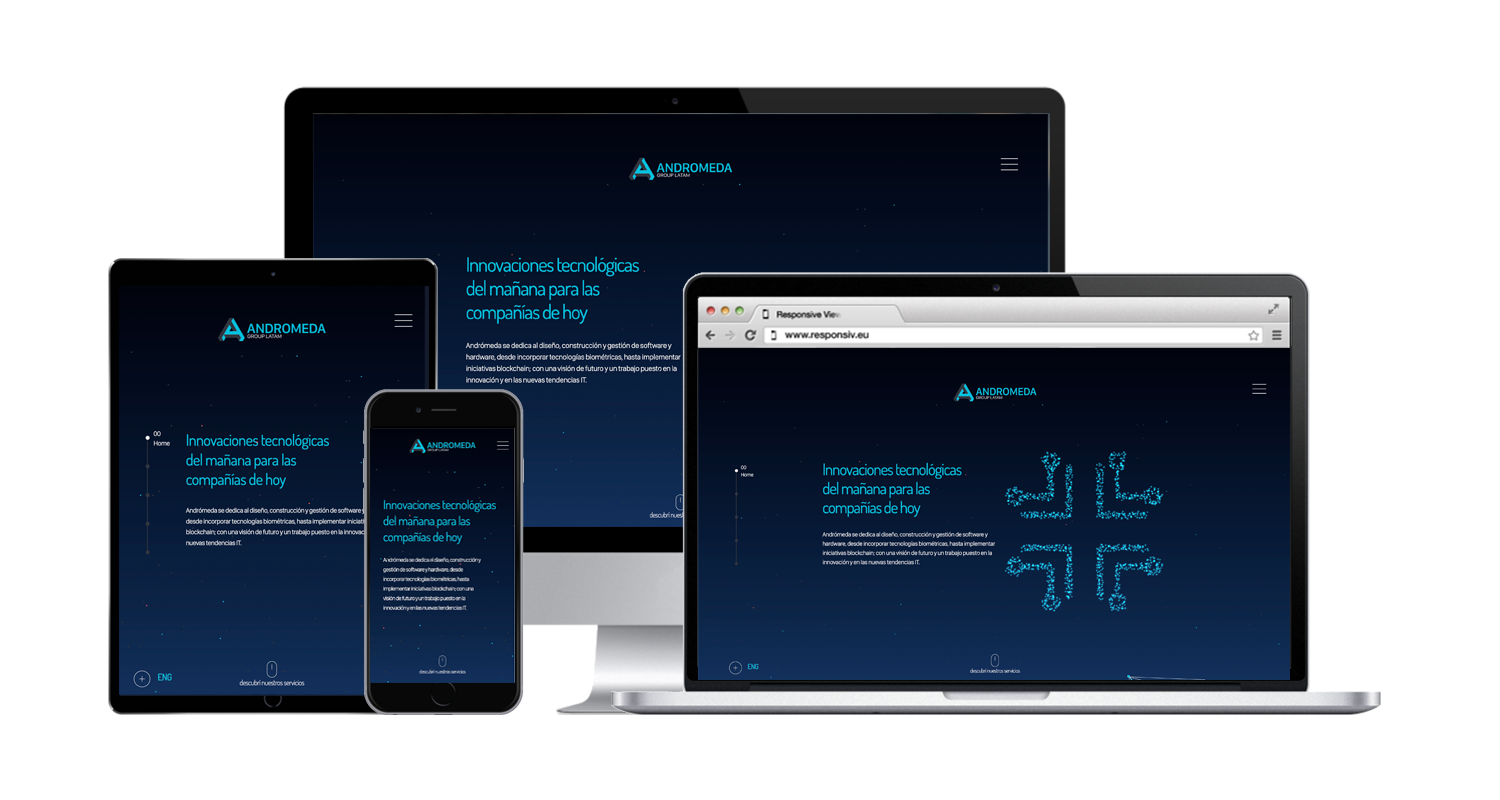 ANDROMEDA
GROUP LATAM
Innovaciones tecnológicas
del mañana para las
compañías de hoy
Andrómeda se dedica al diseño, construcción y gestión de software y
hardware, desde incorporar tecnologías biométricas, hasta implementar
iniciativas blockchain; con una visión de futuro y un trabajo puesto en la
innovación y en las nuevas tendencias IT.
descubrí nuest
ANDROMEDA
GROUP LATAM
00
Home
Innovaciones tecnológicas
del mañana para las
compañías de hoy
Andrómeda se dedica al diseño, construcción y gestión de software y
desde incorporar tecnologías biométricas, hasta implementar iniciati
blockchain; con una visión de futuro y un trabajo puesto en la innovac
nuevas tendencias IT.
ENG
descubrí nuestros servicios
ANDROMEDA
GROUP LATAM
Innovaciones tecnológicas
del mañana para las
compañías de hoy
Andrómeda se dedica al diseño, construcción y
gestión de software y hardware, desde
incorporar tecnologías biométricas, hasta
implementar iniciativas blockchain; con una
visión de futuro y un trabajo puesto en la
innovación y en las nuevas tendencias IT.
descubrí nuestros servicios
Responsive View
www.responsiv.eu
ANDROMEDA
GROUP LATAM
00
Home
Innovaciones tecnológicas
del mañana para las
compañías de hoy
Andrómeda se dedica al diseño, construcción y gestión de software y
hardware, desde incorporar tecnologías biométricas, hasta implementar
iniciativas blockchain; con una visión de futuro y un trabajo puesto en la
innovación y en las nuevas tendencias IT.
ENG
descubrí nuestros servicios